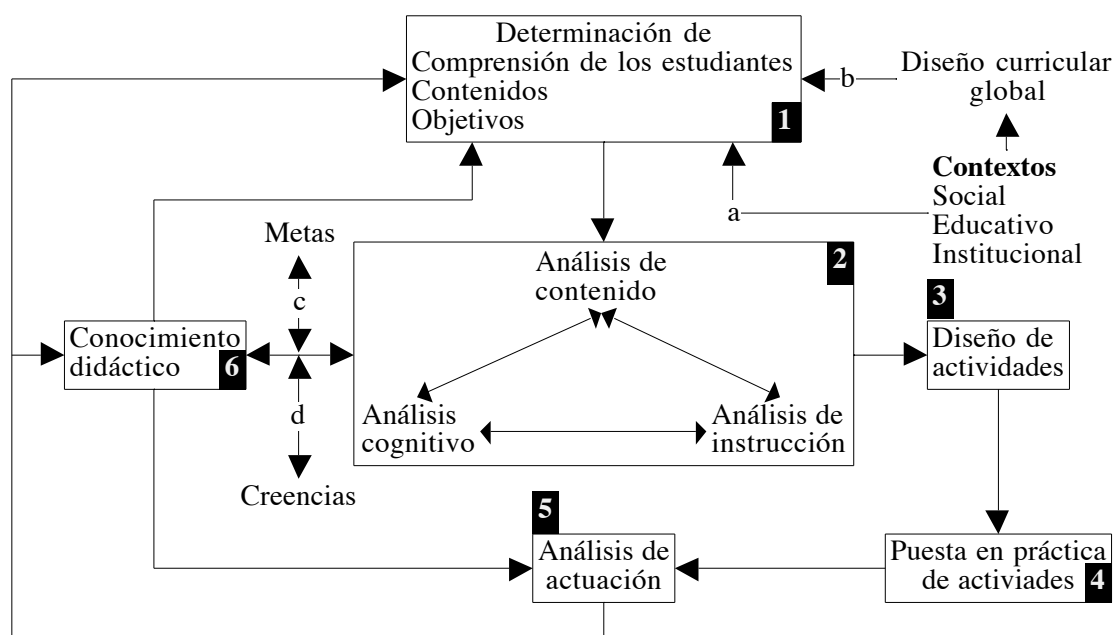 Determinación de
Comprensión de los estudiantes
Contenidos
Objetivos
1
b
Diseño curricular
global
Contextos
Social
Educativo
Institucional
a
Metas
c
Conocimiento
didáctico
6
d
Creencias
2
Análisis de
contenido
Análisis
cognitivo
Análisis de
instrucción
3
Diseño de
actividades
5
Análisis de
actuación
Puesta en práctica
de activiades
4